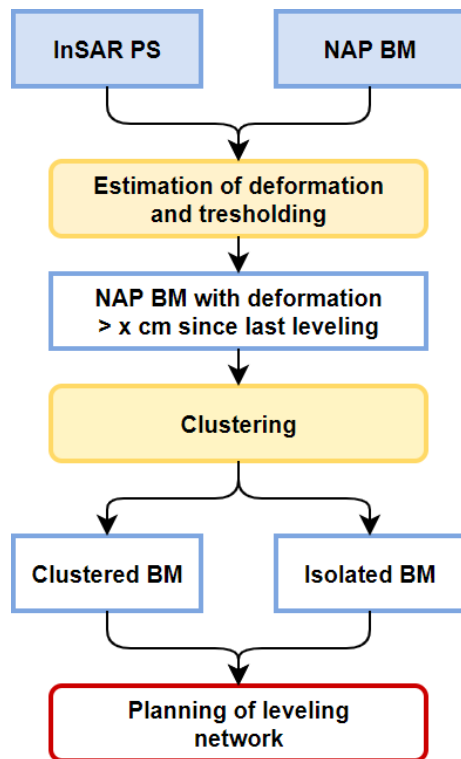 InSAR PS
NAP BM
Estimation of deformation
and tresholding
NAP BM with deformation
> x cm since last leveling
Clustering
Clustered BM
Isolated BM
Planning of leveling
network